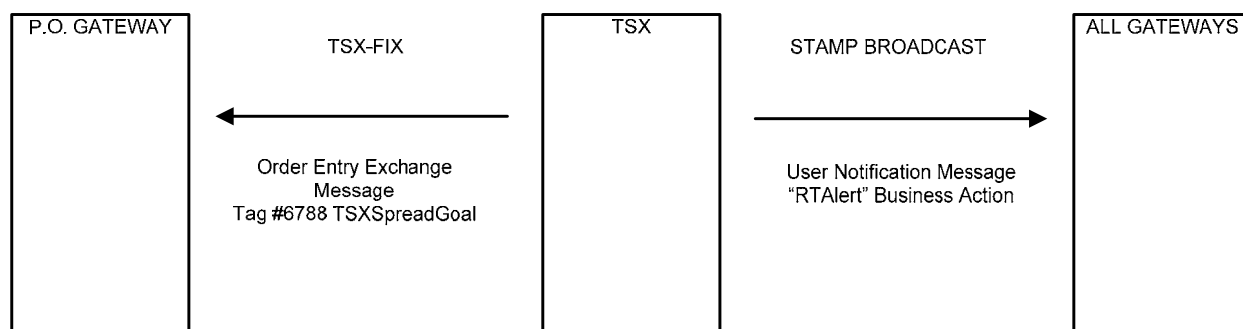 P.O. GATEWAY
TSX-FIX
TSX
STAMP BROADCAST
ALL GATEWAYS
Order Entry Exchange
Message
Tag #6788 TSXSpreadGoal
User Notification Message
“RTAlert” Business Action